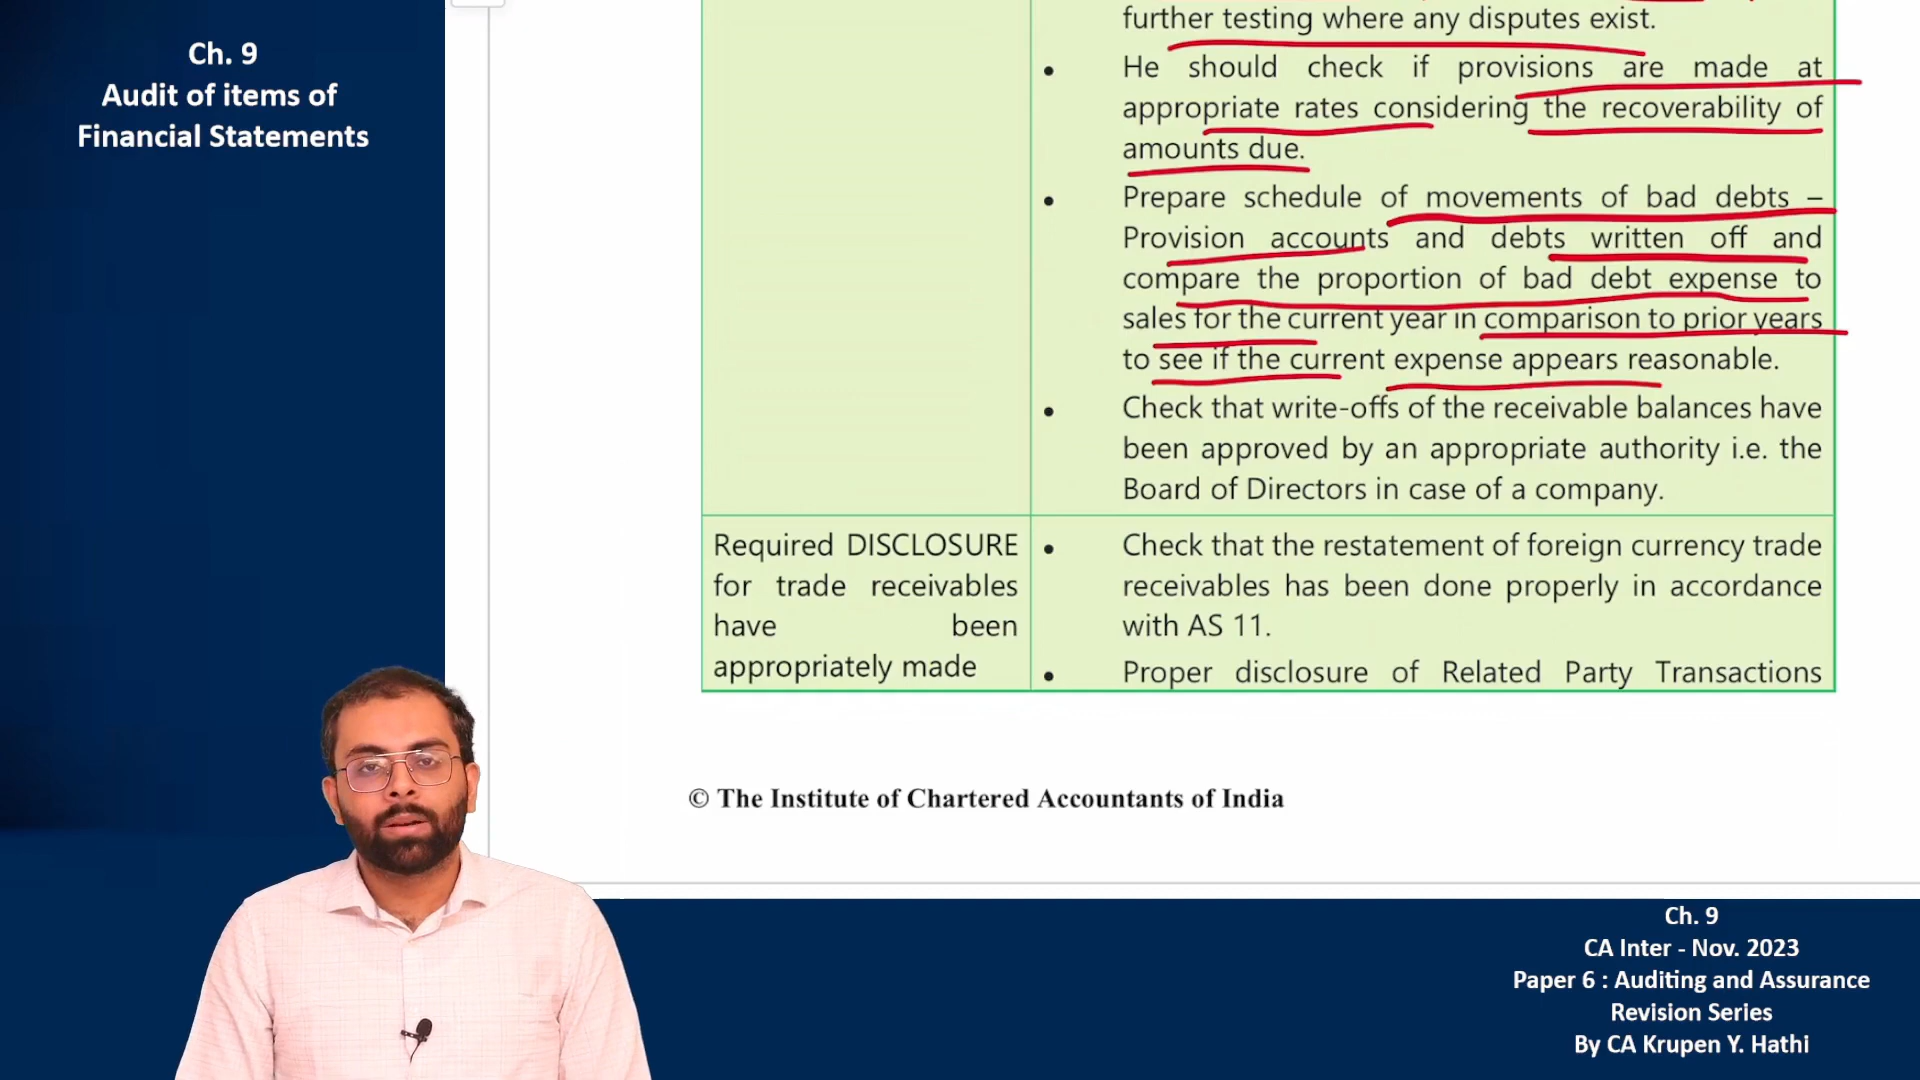 Ch. 9
Audit of items of
Financial Statements
further testing where any disputes exist.
• He should check if provisions are made at
appropriate rates considering the recoverability of
amounts due.
• Prepare schedule of movements of bad debts –
Provision accounts and debts written off and
compare the proportion of bad debt expense to
sales for the current year in comparison to prior years
to see if the current expense appears reasonable.
• Check that write-offs of the receivable balances have
been approved by an appropriate authority i.e. the
Board of Directors in case of a company.
Required DISCLOSURE
for trade receivables
have been
appropriately made
• Check that the restatement of foreign currency trade
receivables has been done properly in accordance
with AS 11.
• Proper disclosure of Related Party Transactions
© The Institute of Chartered Accountants of India
Ch. 9
CA Inter - Nov. 2023
Paper 6 : Auditing and Assurance
Revision Series
By CA Krupen Y. Hathi